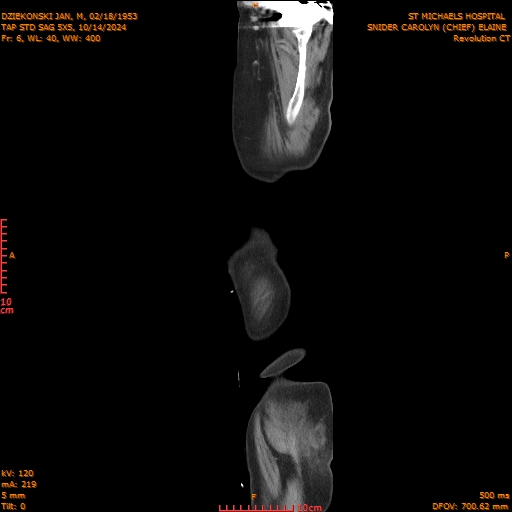 DZIEKONSKI JAN, M, 02/18/1953
TAP STD SAG 5X5, 10/14/2024
Fr: 6, WL: 40, WW: 400
ST MICHAELS HOSPITAL
SNIDER CAROLYN (CHIEF) ELAINE
Revolution CT
A
P
10
cm
kV: 120
mA: 219
5 mm
Tilt: 0
F
10cm
500 ms
DFOV: 700.62 mm